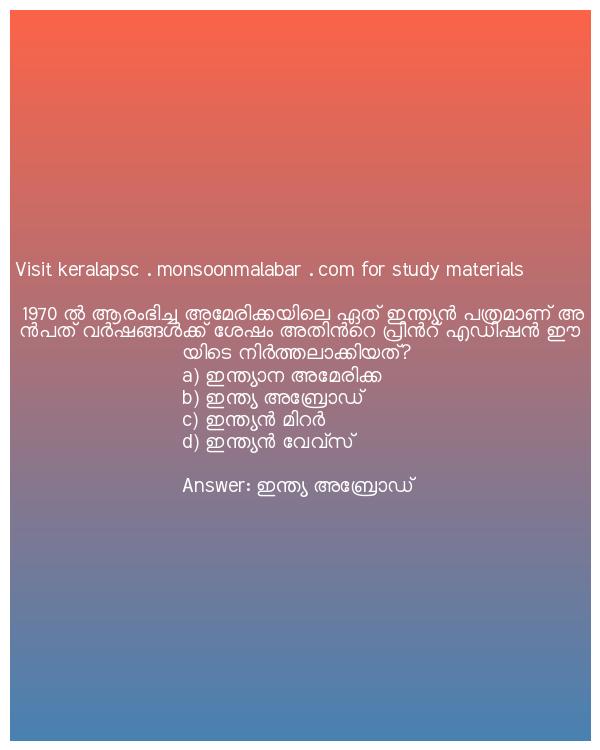 Visit keralapsc . monsoonmalabar . com for study materials
1970 ൽ ആരംഭിച്ച അമേരിക്കയിലെ ഏത് ഇന്ത്യൻ പത്രമാണ് അ
ൻപത് വർഷങ്ങൾക്ക് ശേഷം അതിൻറെ പ്രിൻറ് എഡിഷൻ ഈ
യിടെ നിർത്തലാക്കിയത്?
a) ഇന്ത്യാന അമേരിക്ക
b) ഇന്ത്യ അബ്രോഡ്
c) ഇന്ത്യൻ മിറർ
d) ഇന്ത്യൻ വേവ്സ്
Answer: ഇന്ത്യ അബ്രോഡ്